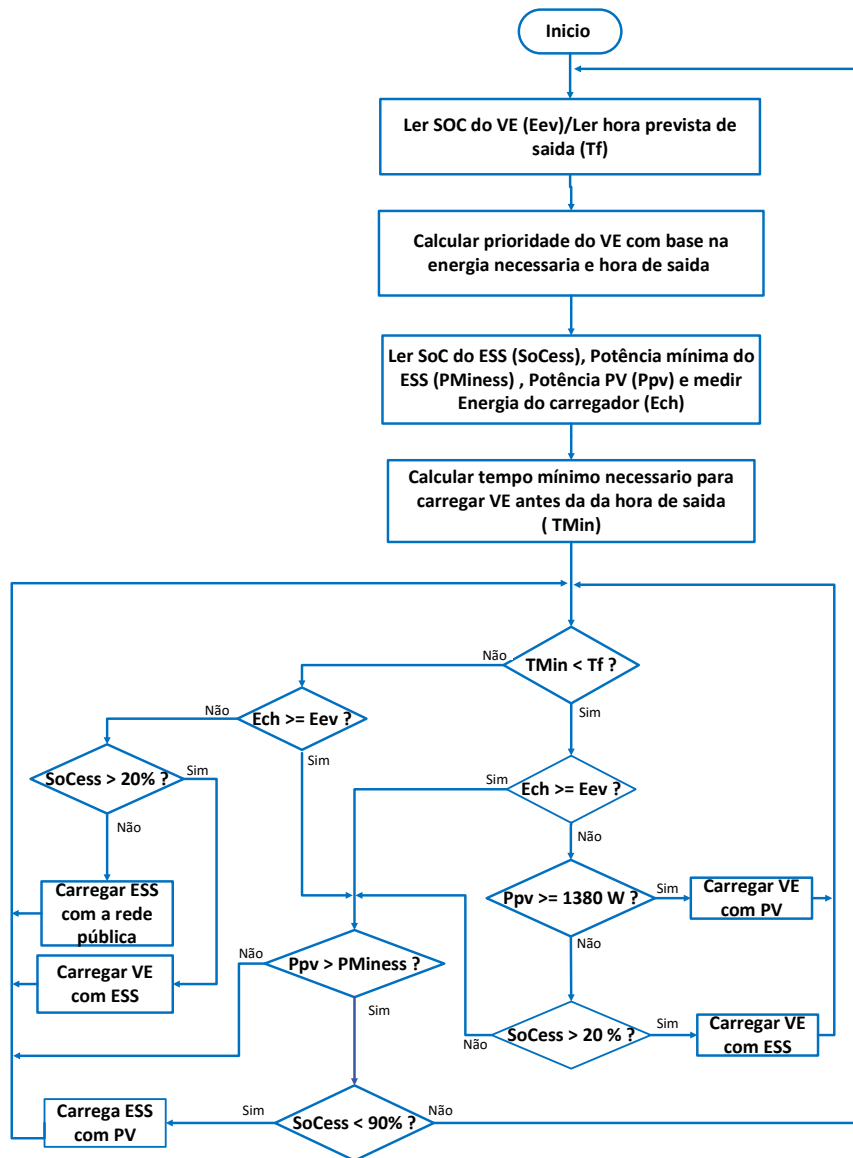 Inicio
Ler SOC do VE (Eev)/Ler hora prevista de
saida (Tf)
Calcular prioridade do VE com base na
energia necessaria e hora de saida
Ler SoC do ESS (SoCess), Potência mínima do
ESS (PMiness) , Potência PV (Ppv) e medir
Energia do carregador (Ech)
Calcular tempo mínimo necessario para
carregar VE antes da da hora de saida
( TMin)
Não
TMin < Tf ?
Sim
Não
Ech >= Eev ?
Sim
SoCess > 20% ?
Sim
Não
Sim
Ech >= Eev ?
Não
Carregar ESS
com a rede
pública
Ppv >= 1380 W ?
Sim
Carregar VE
com PV
Não
Carregar VE
com ESS
Não
Ppv > PMiness ?
Sim
Não
SoCess > 20 % ?
Sim
Carregar VE
com ESS
Carrega ESS
com PV
Sim
SoCess < 90% ?
Não